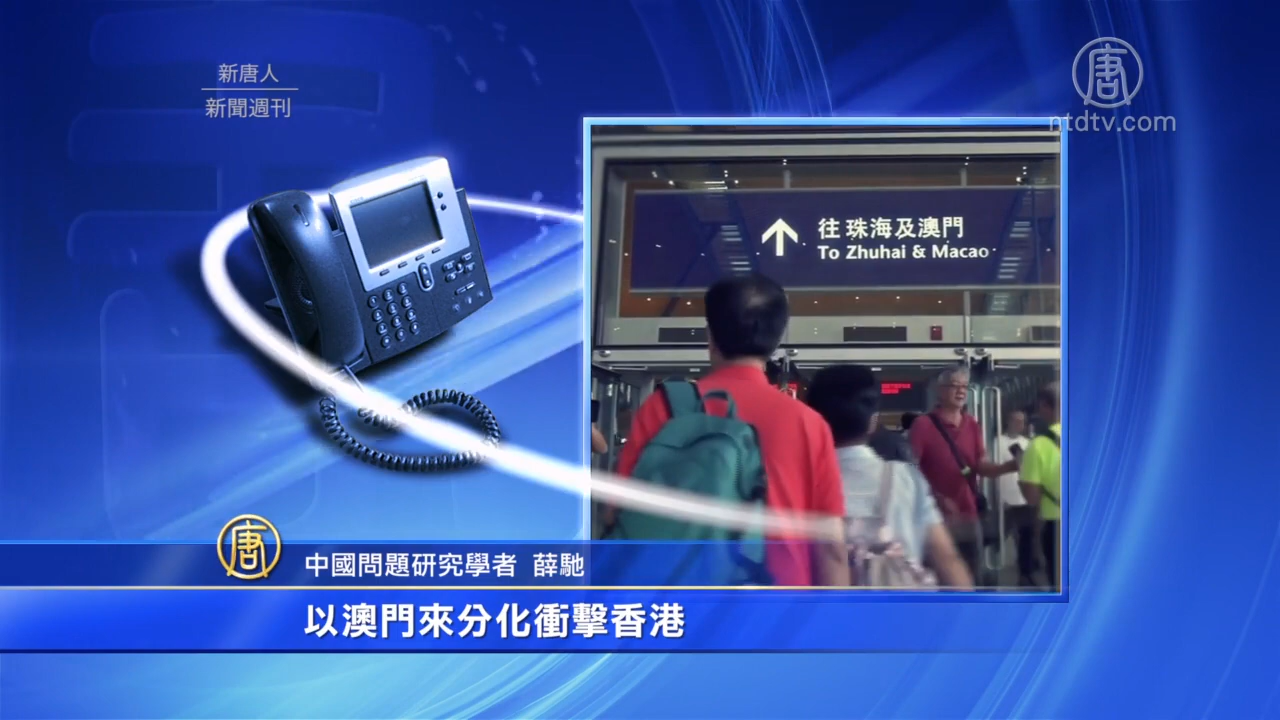 新唐人
新聞週刊
唐
ntdtv.com
往珠海及澳門
To Zhuhai & Macao
唐
中國問題研究學者 薛馳
以澳門來分化衝擊香港